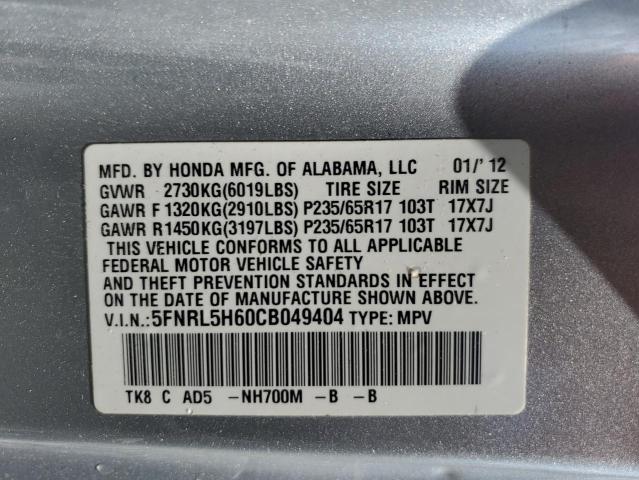 MFD. BY HONDA MFG. OF ALABAMA, LLC 01/' 12
GVWR 2730KG(6019LBS) TIRE SIZE RIM SIZE
GAWR F 1320KG(2910LBS) P235/65R17 103T 17X7J
GAWR R1450KG(3197LBS) P235/65R17 103T 17X7J
THIS VEHICLE CONFORMS TO ALL APPLICABLE
FEDERAL MOTOR VEHICLE SAFETY
AND THEFT PREVENTION STANDARDS IN EFFECT
ON THE DATE OF MANUFACTURE SHOWN ABOVE.
V.I.N.:5FNRL5H60CB049404 TYPE: MPV
TK8 C AD5 -NH700M -B -B